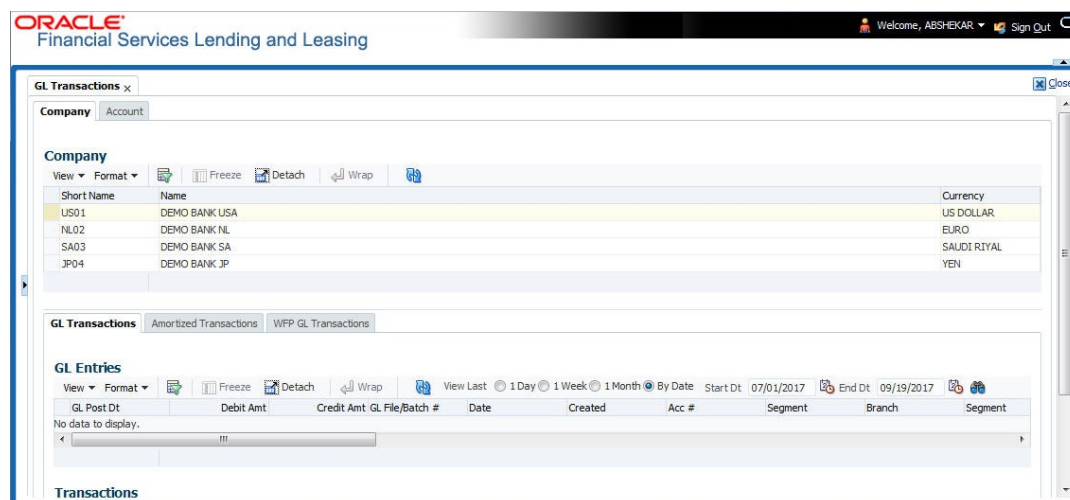 ORACLE®
Financial Services Lending and Leasing
Welcome, ABSHEKAR Sign Out
GL Transactions x
Close
Company Account
Company
View Format Freeze Detach Wrap
Short Name Name Currency
US01 DEMO BANK USA US DOLLAR
NL02 DEMO BANK NL EURO
SA03 DEMO BANK SA SAUDI RIYAL
JP04 DEMO BANK JP YEN
GL Transactions Amortized Transactions WFP GL Transactions
GL Entries
View Format Freeze Detach Wrap View Last 1 Day 1 Week 1 Month By Date Start Dt 07/01/2017 End Dt 09/19/2017
GL Post Dt Debit Amt Credit Amt GL File/Batch # Date Created Acc # Segment Branch Segment
No data to display.
Transactions